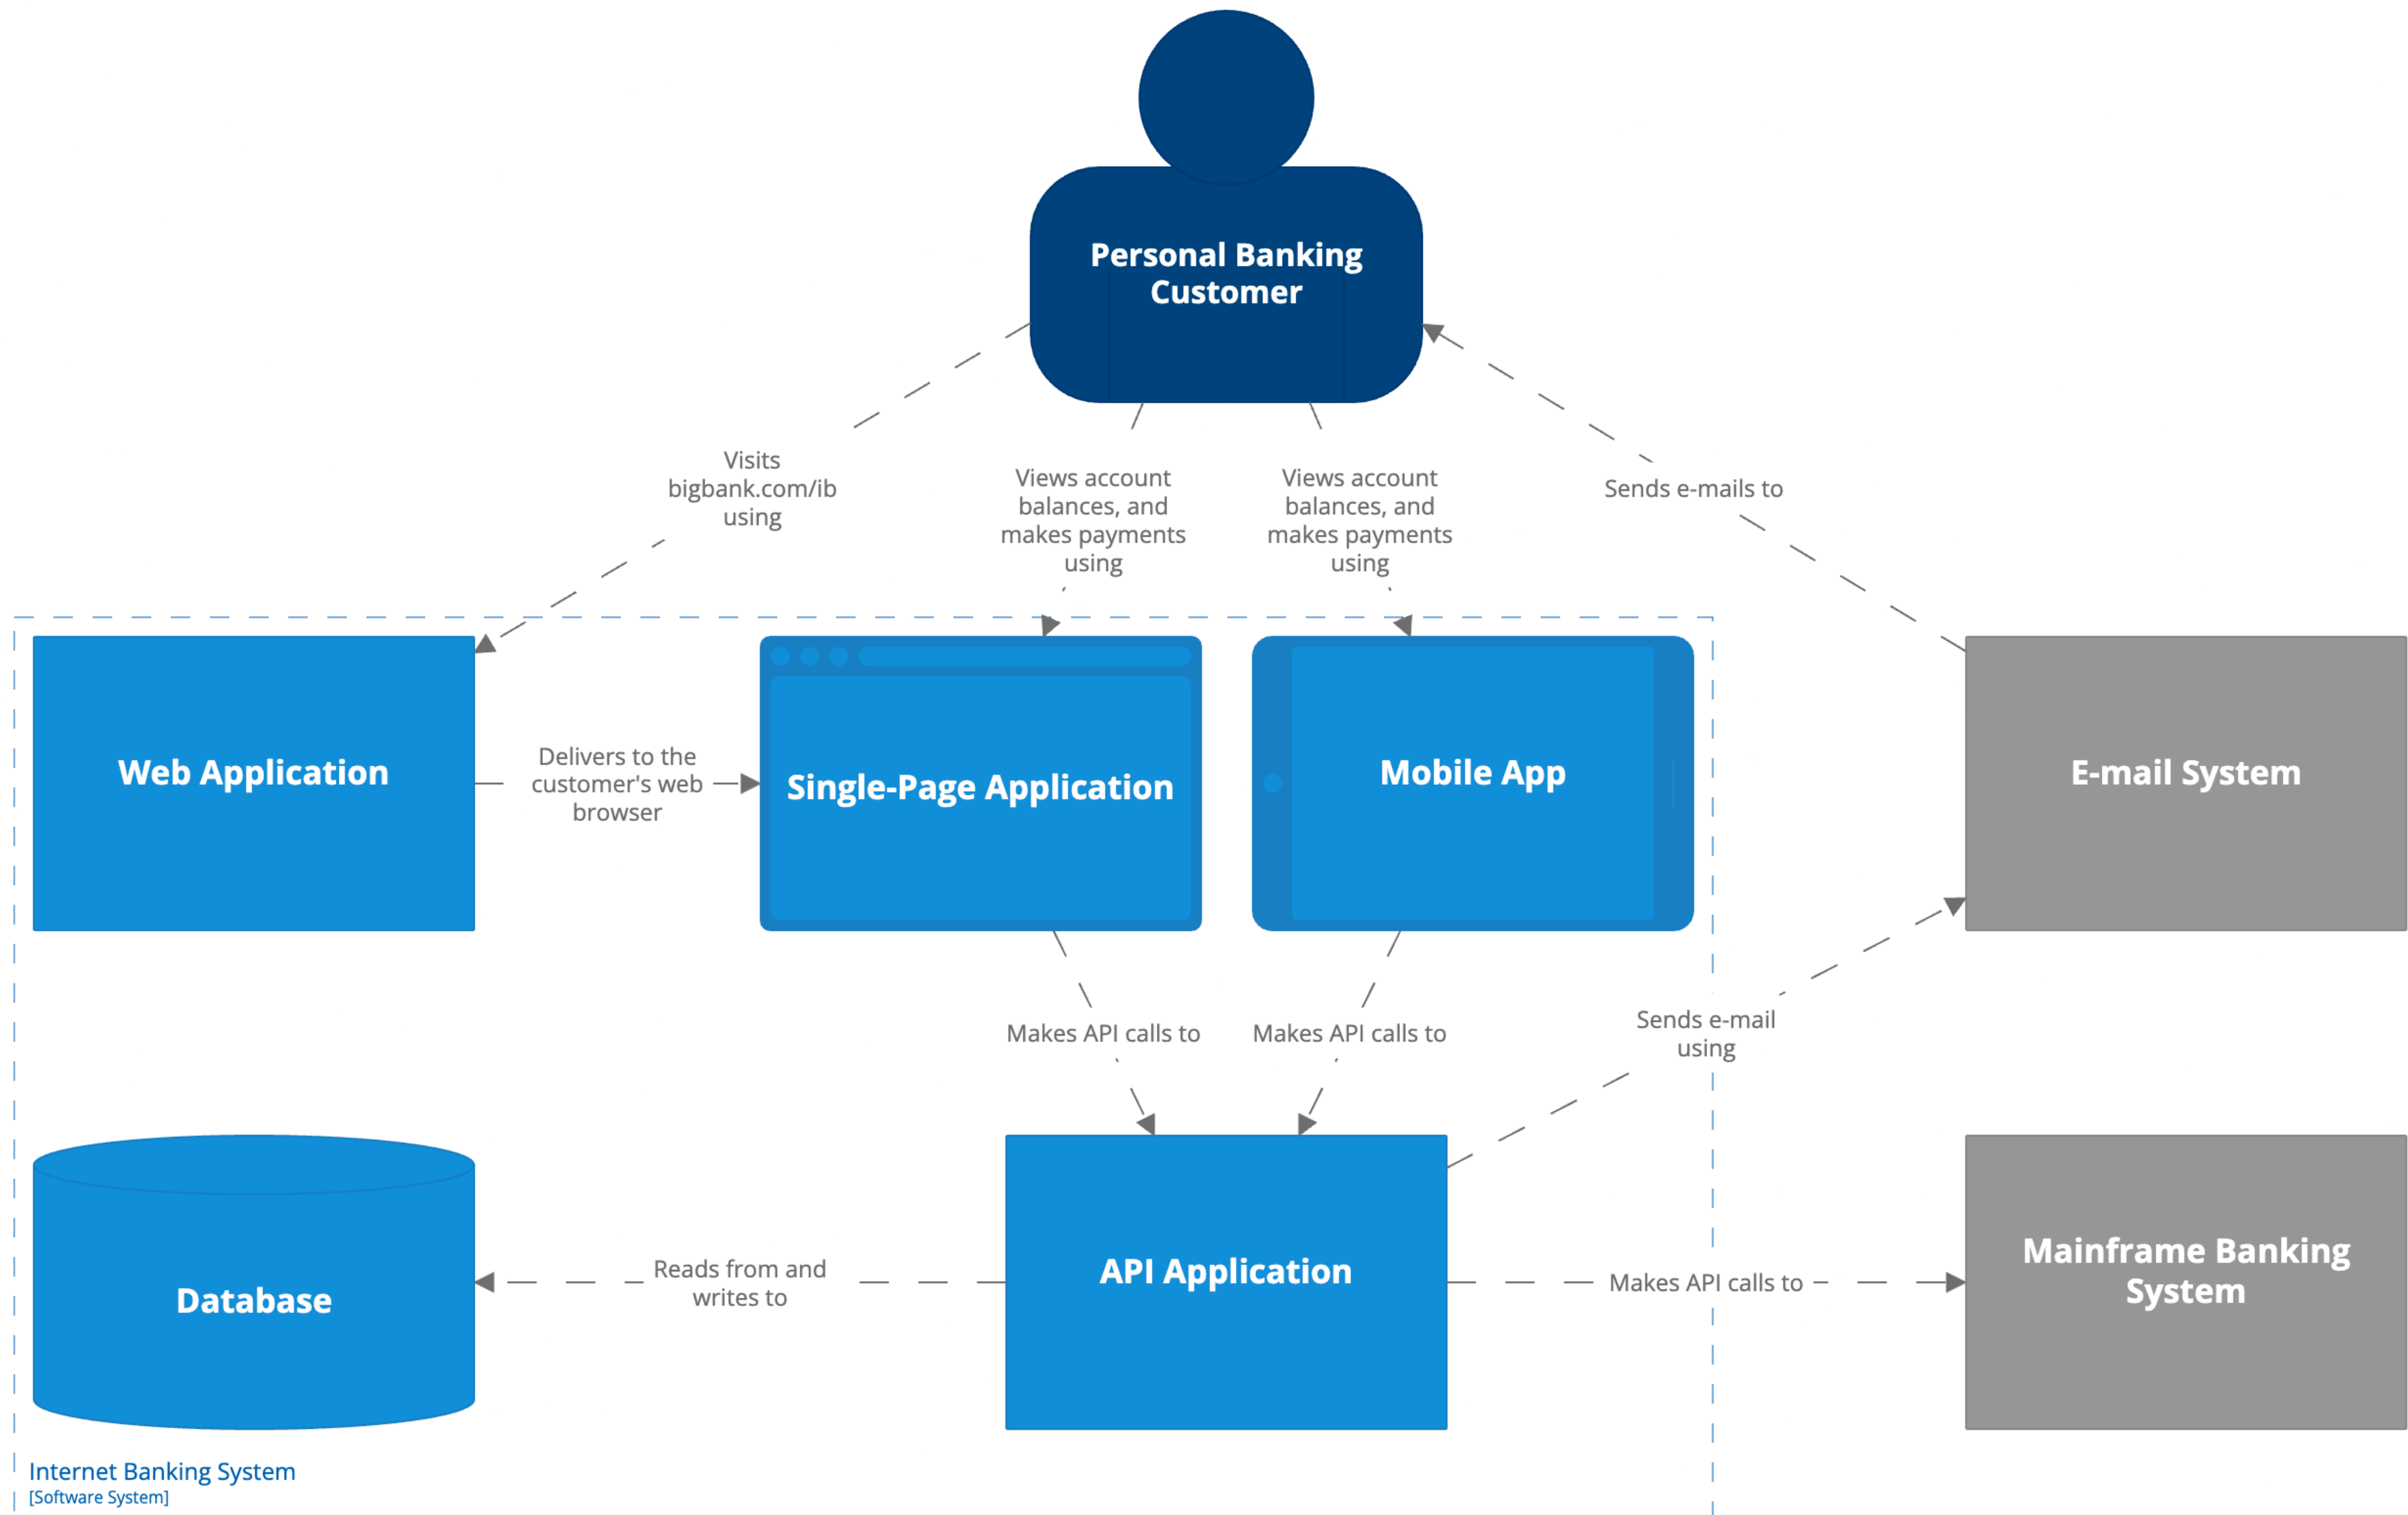 Personal Banking
Customer
Visits
bigbank.com/ib
using
Views account
balances, and
makes payments
using
Views account
balances, and
makes payments
using
Sends e-mails to
Web Application
Delivers to the
customer's web
browser
Single-Page Application
Mobile App
E-mail System
Makes API calls to
Makes API calls to
Sends e-mail
using
Database
Reads from and
writes to
API Application
Makes API calls to
Mainframe Banking
System
Internet Banking System
[Software System]